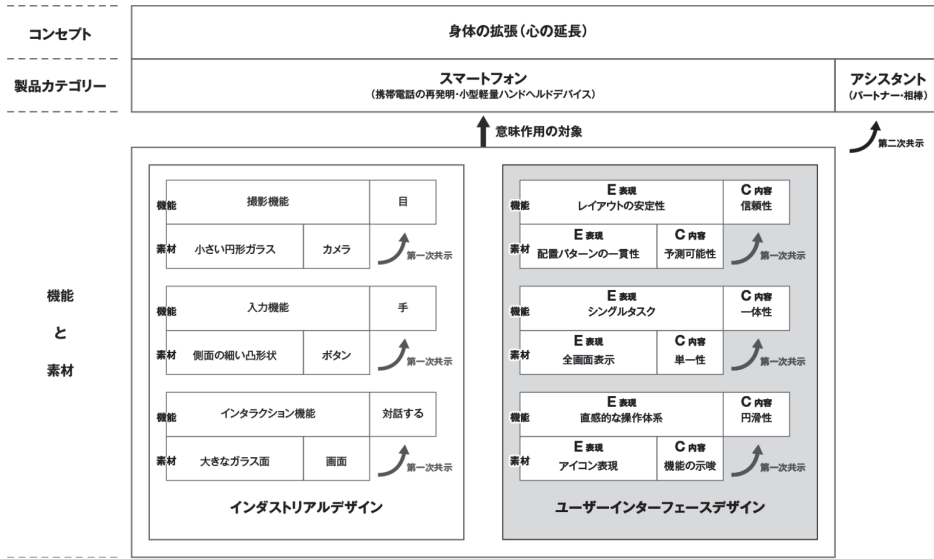 コンセプト
身体の拡張(心の延長)
製品カテゴリー
スマートフォン
(携帯電話の再発明・小型軽量ハンドヘルドデバイス)
アシスタント
(パートナー・相棒)
意味作用の対象
第二次共示
機能
と
素材
機能
撮影機能
目
素材
小さい円形ガラス
カメラ
第一次共示
機能
入力機能
手
素材
側面の細い凸形状
ボタン
第一次共示
機能
インタラクション機能
対話する
素材
大きなガラス面
画面
第一次共示
インダストリアルデザイン
機能
E 表現
レイアウトの安定性
C 内容
信頼性
素材
E 表現
配置パターンの一貫性
C 内容
予測可能性
第一次共示
機能
E 表現
シングルタスク
C 内容
一体性
素材
E 表現
全画面表示
C 内容
単一性
第一次共示
機能
E 表現
直感的な操作体系
C 内容
円滑性
素材
E 表現
アイコン表現
C 内容
機能の示唆
第一次共示
ユーザーインターフェースデザイン